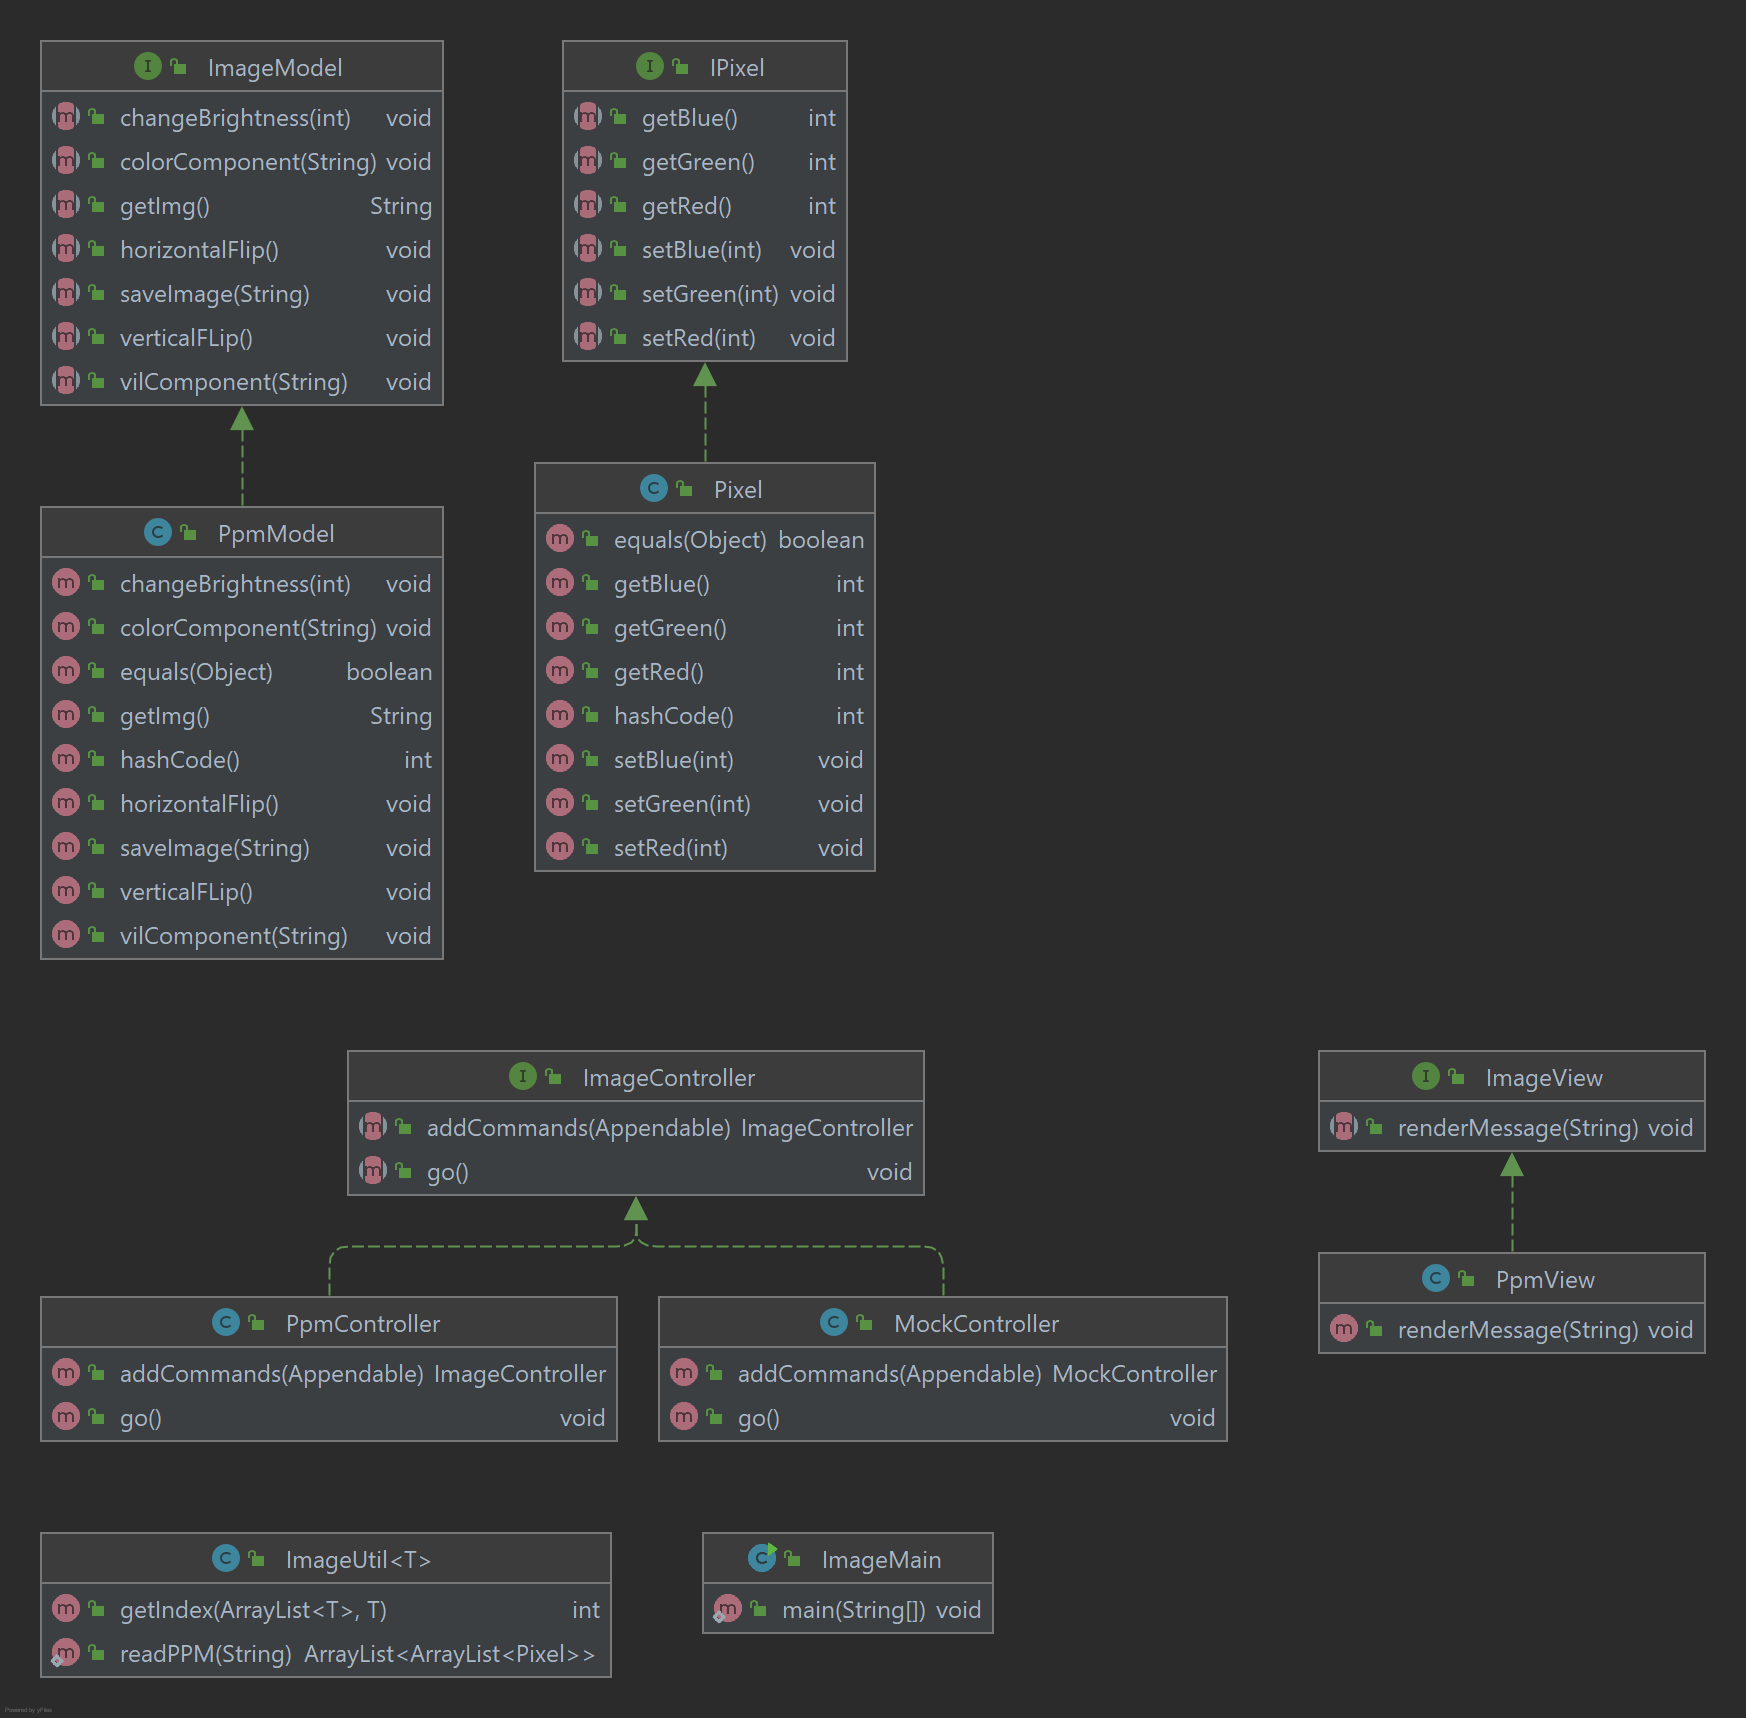 ImageModel
changeBrightness(int) void
colorComponent(String) void
getImg() String
horizontalFlip() void
saveImage(String) void
verticalFLip() void
vilComponent(String) void
IPixel
getBlue() int
getGreen() int
getRed() int
setBlue(int) void
setGreen(int) void
setRed(int) void
PpmModel
changeBrightness(int) void
colorComponent(String) void
equals(Object) boolean
getImg() String
hashCode() int
horizontalFlip() void
saveImage(String) void
verticalFLip() void
vilComponent(String) void
Pixel
equals(Object) boolean
getBlue() int
getGreen() int
getRed() int
hashCode() int
setBlue(int) void
setGreen(int) void
setRed(int) void
ImageController
addCommands(Appendable) ImageController
go() void
ImageView
renderMessage(String) void
PpmController
addCommands(Appendable) ImageController
go() void
MockController
addCommands(Appendable) MockController
go() void
PpmView
renderMessage(String) void
ImageUtil<T>
getIndex(ArrayList<T>, T) int
readPPM(String) ArrayList<ArrayList<Pixel>>
ImageMain
main(String[]) void
Powered by yFiles